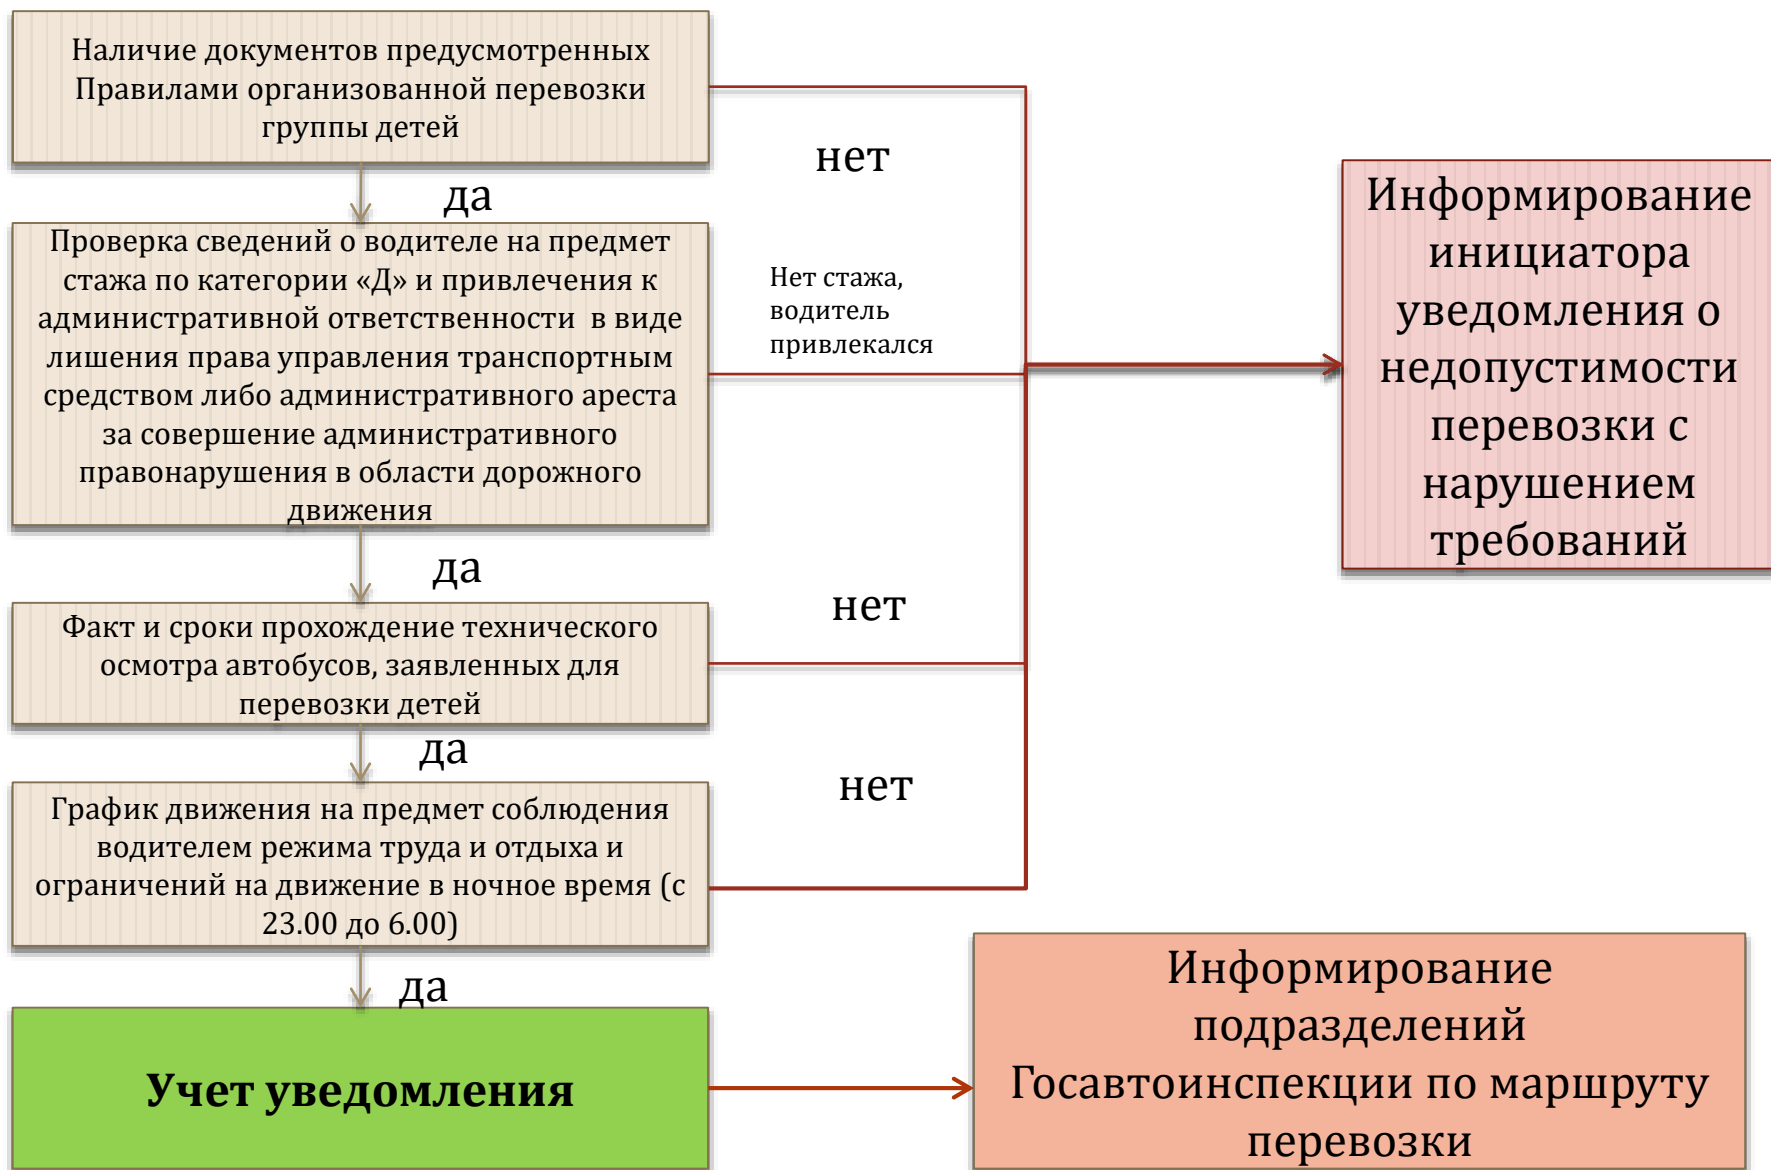 Наличие документов предусмотренных
Правилами организованной перевозки
группы детей
нет
да
Проверка сведений о водителе на предмет
стажа по категории «Д» и привлечения к
административной ответственности в виде
лишения права управления транспортным
средством либо административного ареста
за совершение административного
правонарушения в области дорожного
движения
Нет стажа,
водитель
привлекался
Информирование
инициатора
уведомления о
недопустимости
перевозки с
нарушением
требований
да
нет
Факт и сроки прохождение технического
осмотра автобусов, заявленных для
перевозки детей
да
нет
График движения на предмет соблюдения
водителем режима труда и отдыха и
ограничений на движение в ночное время (с
23.00 до 6.00)
да
Учет уведомления
Информирование
подразделений
Госавтоинспекции по маршруту
перевозки